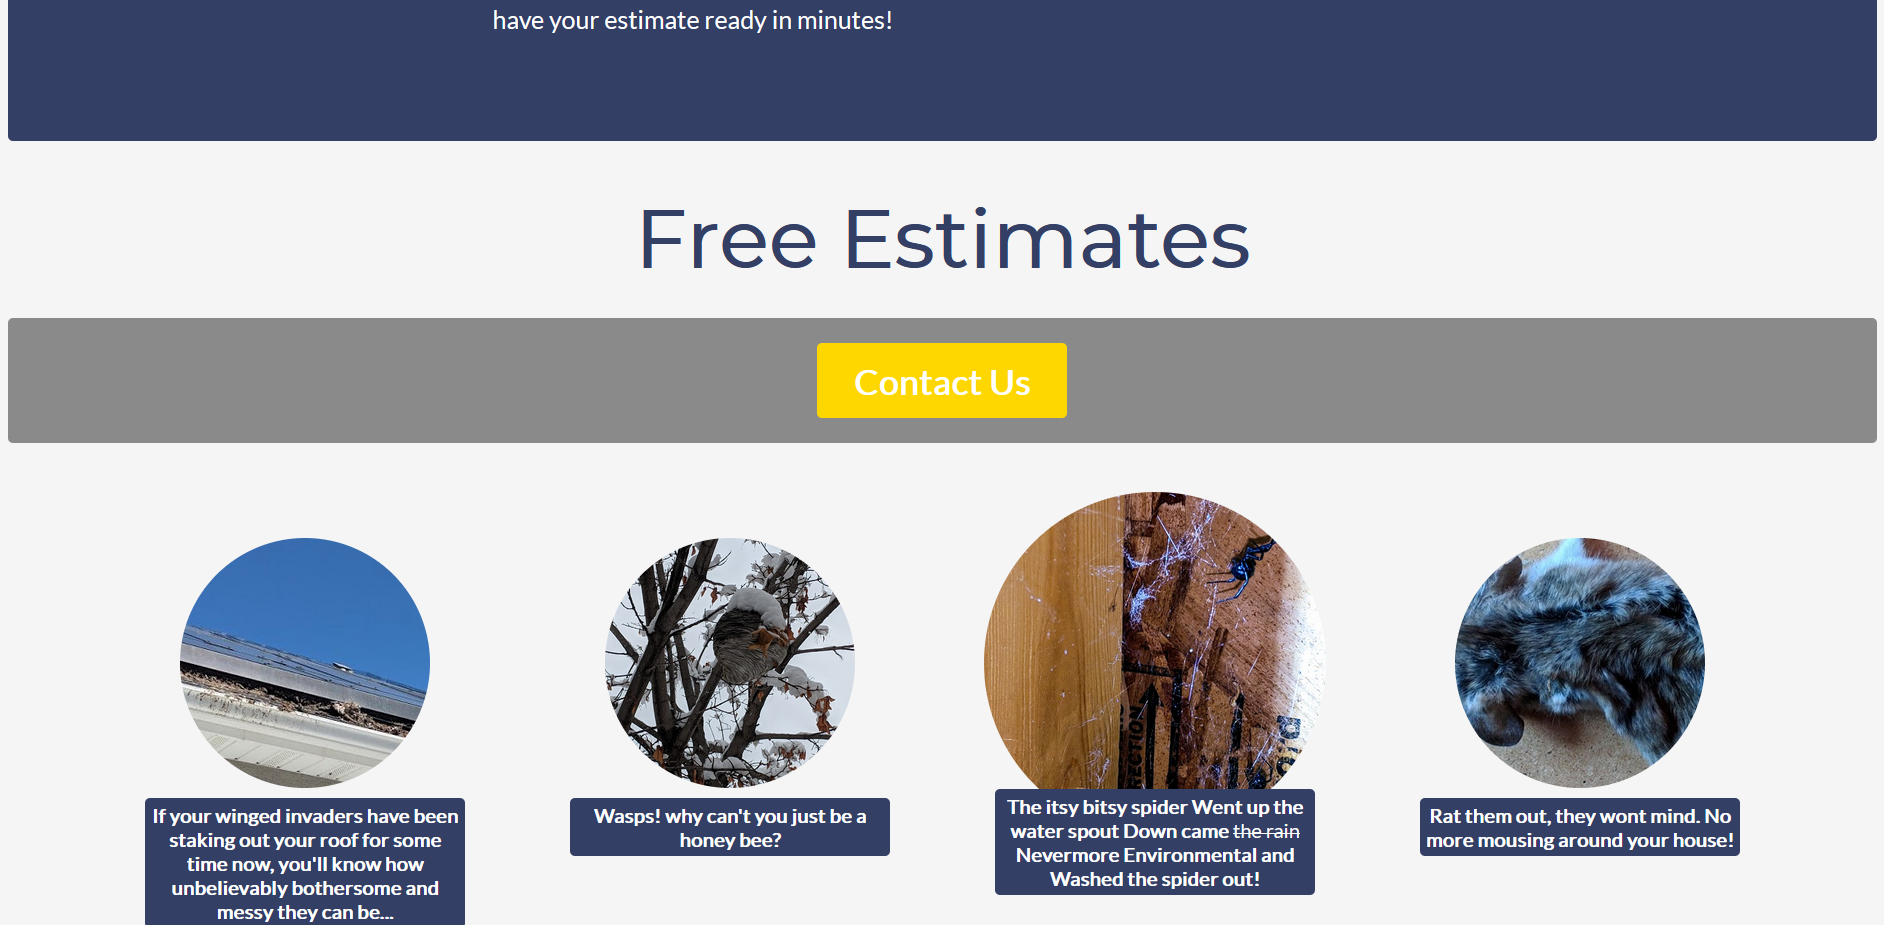 have your estimate ready in minutes!
Free Estimates
Contact Us
If your winged invaders have been
staking out your roof for some
time now, you'll know how
unbelievably bothersome and
messy they can be...
Wasps! why can't you just be a
honey bee?
The itsy bitsy spider Went up the
water spout Down came the rain
Nevermore Environmental and
Washed the spider out!
Rat them out, they wont mind. No
more mousing around your house!